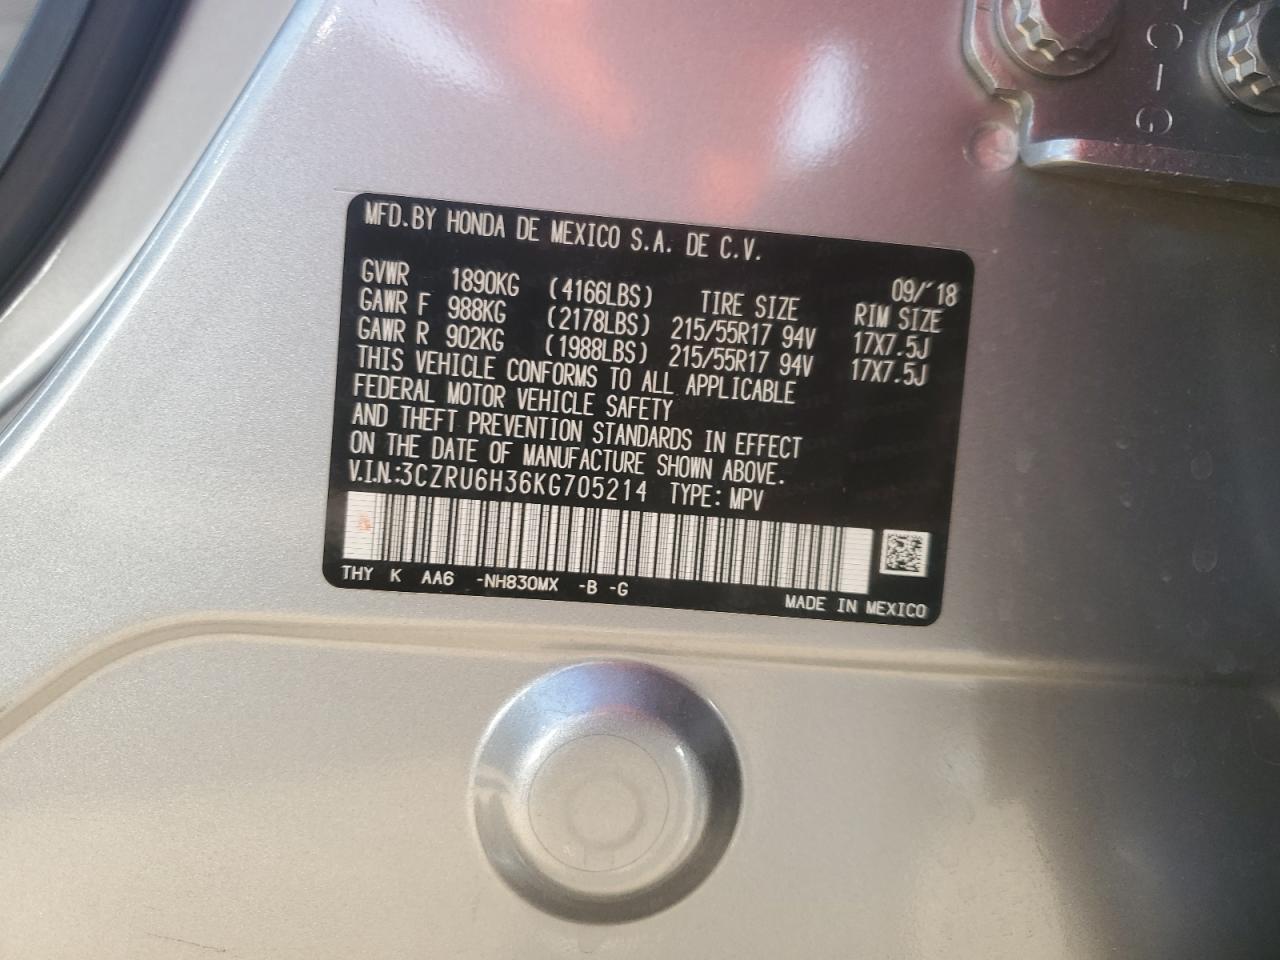 C-G
MFD.BY HONDA DE MEXICO S.A. DE C.V.
09/'18
GVWR 1890KG (4166LBS) TIRE SIZE RIM SIZE
GAWR F 988KG (2178LBS) 215/55R17 94V 17X7.5J
GAWR R 902KG (1988LBS) 215/55R17 94V 17X7.5J
THIS VEHICLE CONFORMS TO ALL APPLICABLE
FEDERAL MOTOR VEHICLE SAFETY
AND THEFT PREVENTION STANDARDS IN EFFECT
ON THE DATE OF MANUFACTURE SHOWN ABOVE.
V.I.N.:3CZRU6H36KG705214 TYPE: MPV
THY K AA6 -NH830MX -B -G
MADE IN MEXICO